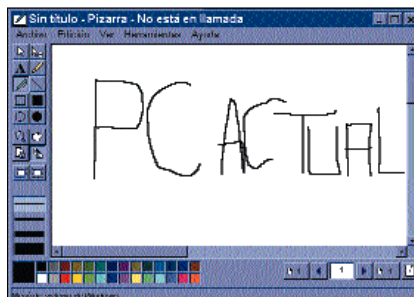 Sin título - Pizarra - No está en llamada
Archivo Edición Ver Herramientas Ayuda
PC ACTUAL
1